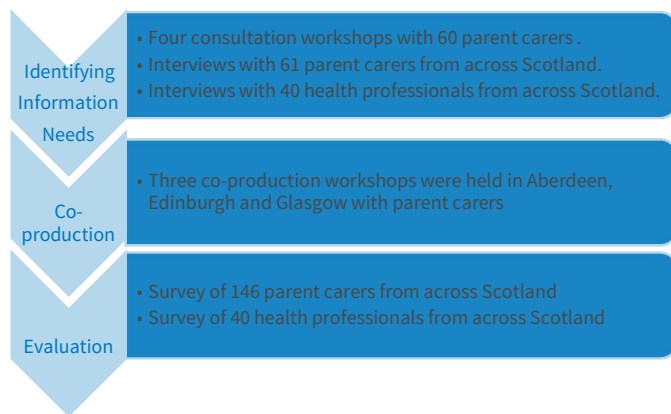 Identifying
Information
Needs
• Four consultation workshops with 60 parent carers .
• Interviews with 61 parent carers from across Scotland.
• Interviews with 40 health professionals from across Scotland.
Co-
production
• Three co-production workshops were held in Aberdeen,
Edinburgh and Glasgow with parent carers
Evaluation
• Survey of 146 parent carers from across Scotland
• Survey of 40 health professionals from across Scotland